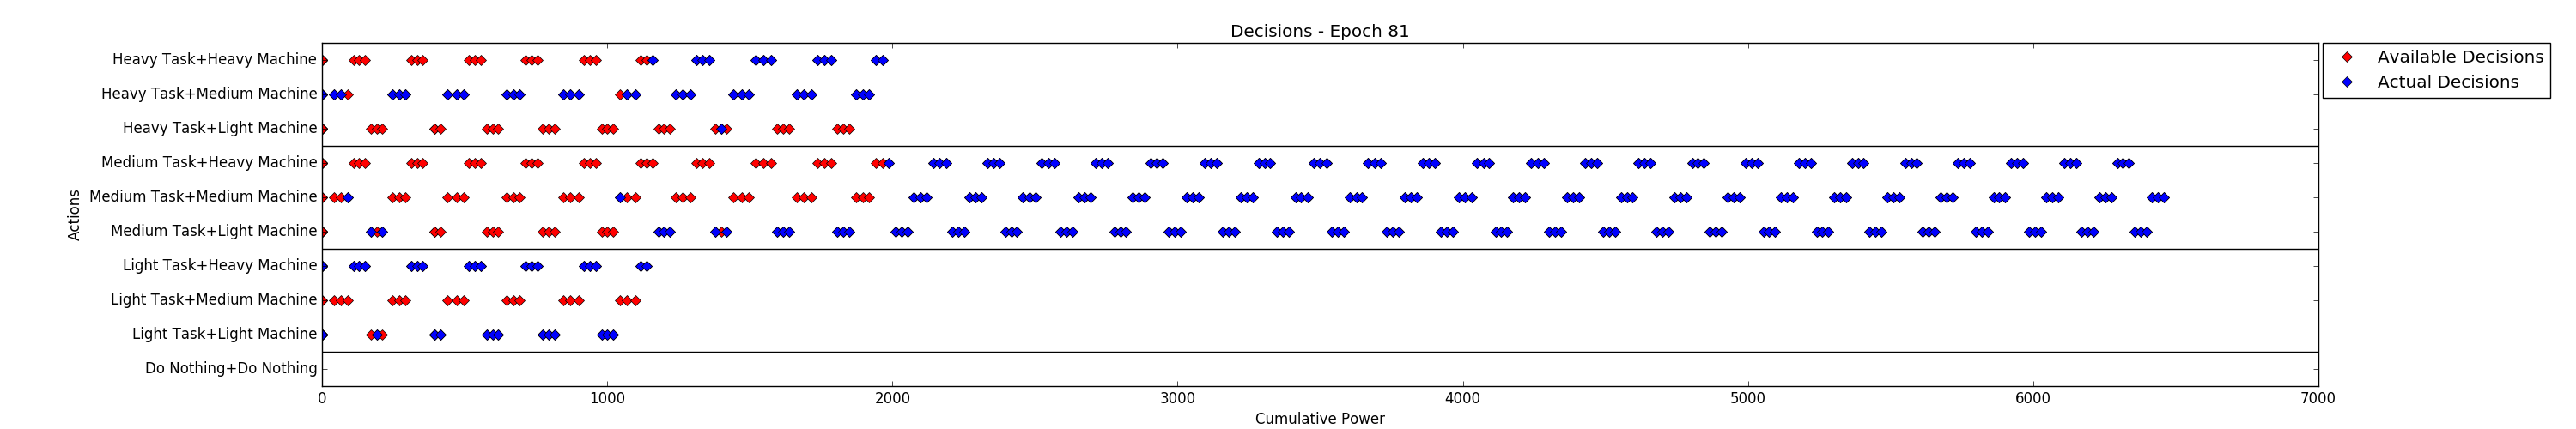 Decisions - Epoch 81
Available Decisions
Actual Decisions
Heavy Task+Heavy Machine
Heavy Task+Medium Machine
Heavy Task+Light Machine
Medium Task+Heavy Machine
Medium Task+Medium Machine
Medium Task+Light Machine
Light Task+Heavy Machine
Light Task+Medium Machine
Light Task+Light Machine
Do Nothing+Do Nothing
Actions
0 1000 2000 3000 4000 5000 6000 7000
Cumulative Power